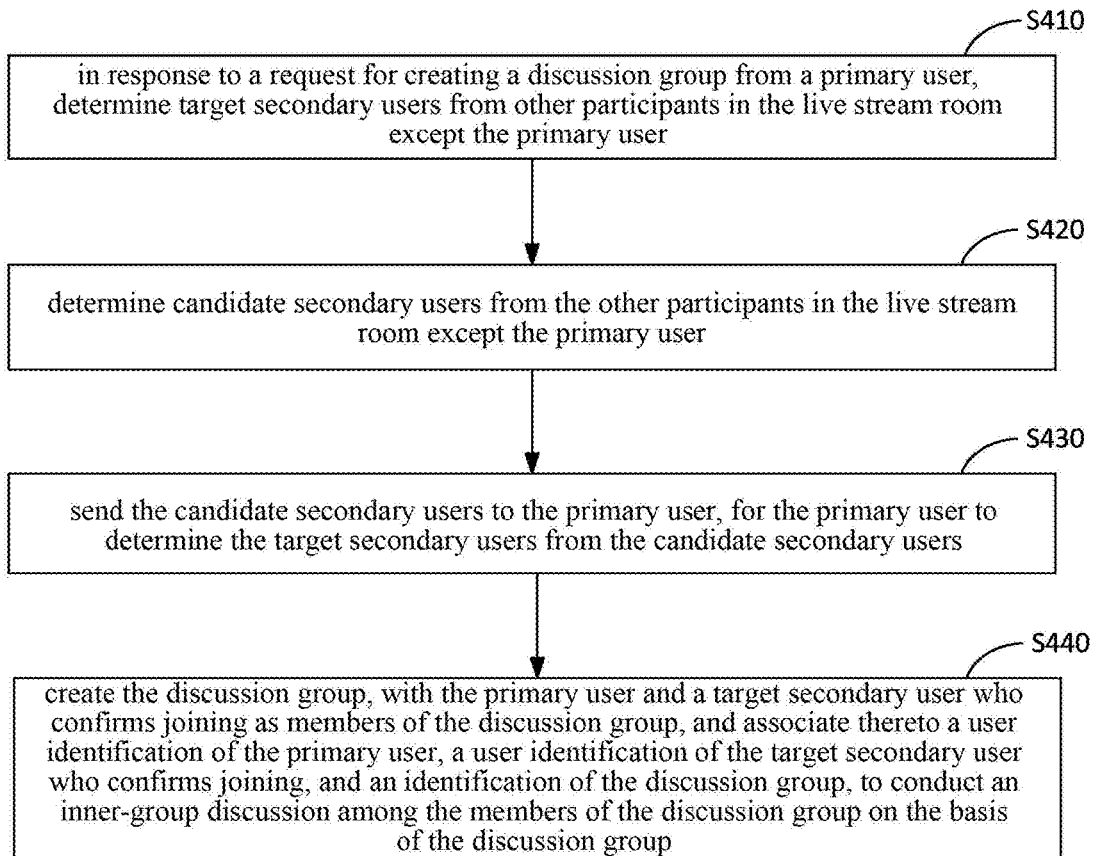 S410
in response to a request for creating a discussion group from a primary user,
determine target secondary users from other participants in the live stream room
except the primary user
S420
determine candidate secondary users from the other participants in the live stream
room except the primary user
S430
send the candidate secondary users to the primary user, for the primary user to
determine the target secondary users from the candidate secondary users
S440
create the discussion group, with the primary user and a target secondary user who
confirms joining as members of the discussion group, and associate thereto a user
identification of the primary user, a user identification of the target secondary user
who confirms joining, and an identification of the discussion group, to conduct an
inner-group discussion among the members of the discussion group on the basis
of the discussion group